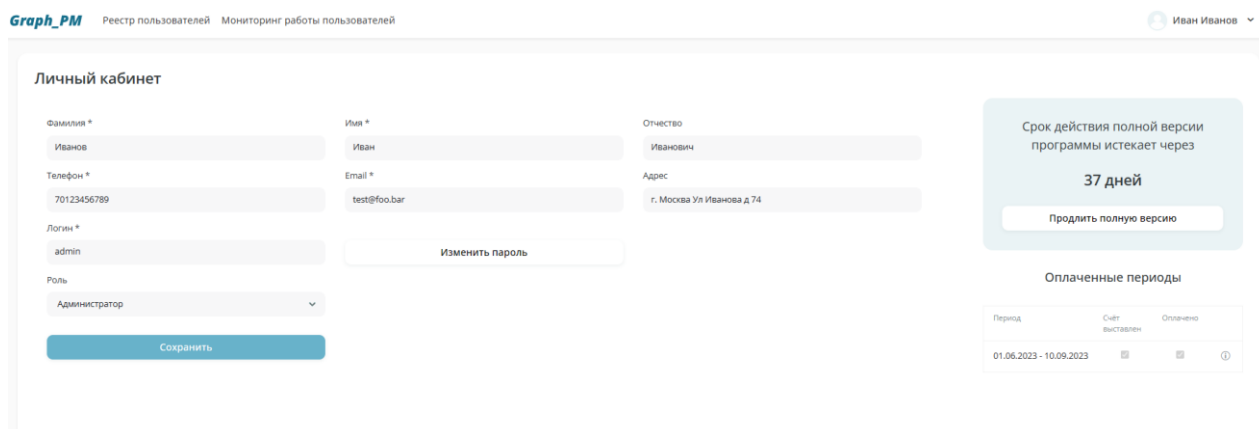 Graph_PM Реестр пользователей Мониторинг работы пользователей Иван Иванов
Личный кабинет
Фамилия * Имя * Отчество
Иванов Иван Иванович
Телефон * Email * Адрес
70123456789 test@foo.bar г. Москва Ул Иванова д 74
Логин *
admin Изменить пароль
Роль
Администратор
Сохранить
Срок действия полной версии
программы истекает через
37 дней
Продлить полную версию
Оплаченные периоды
Период Счёт Оплачено
выставлен
01.06.2023 - 10.09.2023